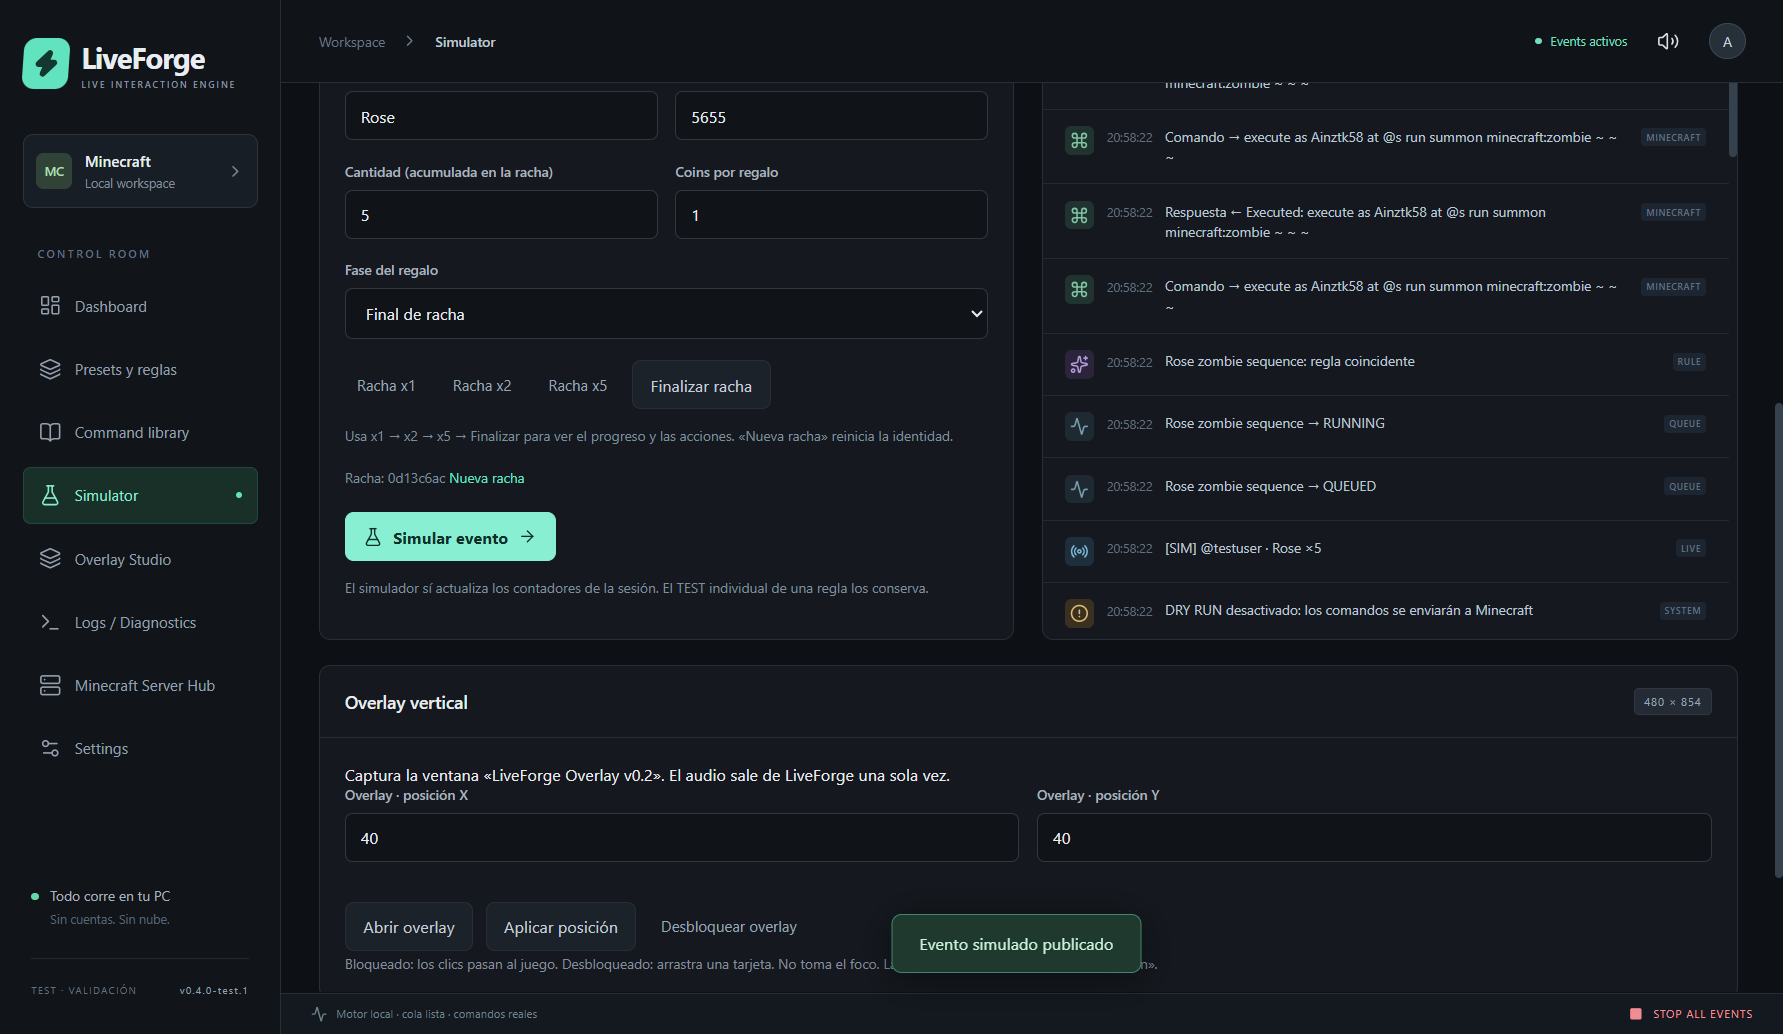 LiveForge
LIVE INTERACTION ENGINE
MC
Minecraft
Local workspace
CONTROL ROOM
Dashboard
Presets y reglas
Command library
Simulator
Overlay Studio
Logs / Diagnostics
Minecraft Server Hub
Settings
Todo corre en tu PC
Sin cuentas. Sin nube.
TEST · VALIDACIÓN
v0.4.0-test.1
Workspace
Simulator
Events activos
A
Rose
5655
Cantidad (acumulada en la racha)
Coins por regalo
5
1
Fase del regalo
Final de racha
Racha x1
Racha x2
Racha x5
Finalizar racha
Usa x1 → x2 → x5 → Finalizar para ver el progreso y las acciones. «Nueva racha» reinicia la identidad.
Racha: 0d13c6ac Nueva racha
Simular evento →
El simulador sí actualiza los contadores de la sesión. El TEST individual de una regla los conserva.
minecraft:zombie ~ ~ ~
20:58:22 Comando → execute as Ainztk58 at @s run summon minecraft:zombie ~ ~ MINECRAFT
~
20:58:22 Respuesta ← Executed: execute as Ainztk58 at @s run summon MINECRAFT
minecraft:zombie ~ ~ ~
20:58:22 Comando → execute as Ainztk58 at @s run summon minecraft:zombie ~ ~ MINECRAFT
~
20:58:22 Rose zombie sequence: regla coincidente RULE
20:58:22 Rose zombie sequence → RUNNING QUEUE
20:58:22 Rose zombie sequence → QUEUED QUEUE
20:58:22 [SIM] @testuser · Rose ×5 LIVE
20:58:22 DRY RUN desactivado: los comandos se enviarán a Minecraft SYSTEM
Overlay vertical
480 × 854
Captura la ventana «LiveForge Overlay v0.2». El audio sale de LiveForge una sola vez.
Overlay · posición X
Overlay · posición Y
40
40
Abrir overlay
Aplicar posición
Desbloquear overlay
Evento simulado publicado
Bloqueado: los clics pasan al juego. Desbloqueado: arrastra una tarjeta. No toma el foco.
Motor local · cola lista · comandos reales
STOP ALL EVENTS